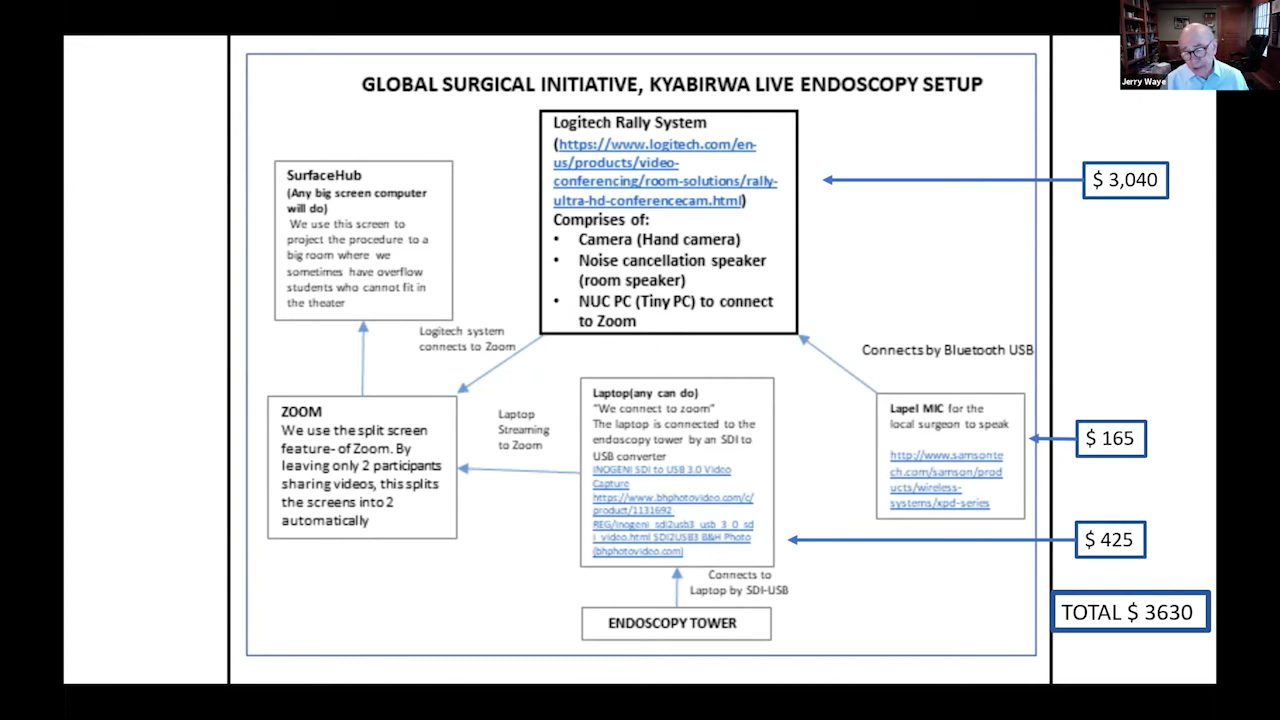 Jerry Waye
GLOBAL SURGICAL INITIATIVE, KYABIRWA LIVE ENDOSCOPY SETUP
Logitech Rally System
(https://www.logitech.com/en-
us/products/video-
conferencing/room-solutions/rally-
ultra-hd-conferencecam.html)
Comprises of:
• Camera (Hand camera)
• Noise cancellation speaker
(room speaker)
• NUC PC (Tiny PC) to connect
to Zoom
$ 3,040
SurfaceHub
(Any big screen computer
will do)
We use this screen to
project the procedure to a
big room where we
sometimes have overflow
students who cannot fit in
the theater
Logitech system
connects to Zoom
Connects by Bluetooth USB
ZOOM
We use the split screen
feature- of Zoom. By
leaving only 2 participants
sharing videos, this splits
the screens into 2
automatically
Laptop
Streaming
to Zoom
Laptop(any can do)
"We connect to zoom"
The laptop is connected to the
endoscopy tower by an SDI to
USB converter
INOGENI SDI to USB 3.0 Video
Capture
https://www.bhphotovideo.com/c/
product/1131692
REG/inogeni_sdi2usb3_usb_3_0_sd
i_video.html SDI2USB3 B&H Photo
(bhphotovideo.com)
Lapel MIC for the
local surgeon to speak
http://www.samsonte
ch.com/samson/prod
ucts/wireless-
systems/xpd-series
$ 165
$ 425
Connects to
Laptop by SDI-USB
ENDOSCOPY TOWER
TOTAL $ 3630